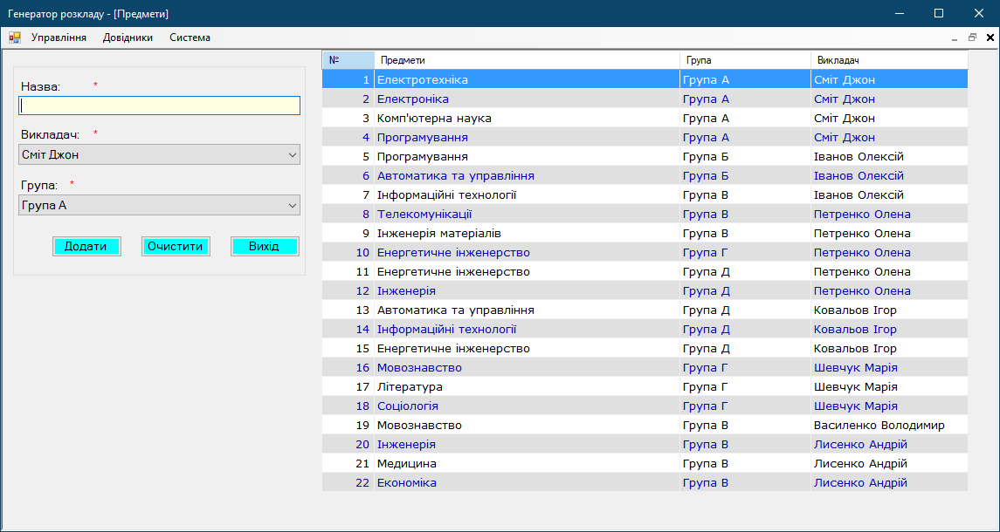 Генератор розкладу - [Предмети]
Управління Довідники Система
Назва: *
Викладач: *
Сміт Джон
Група: *
Група А
Додати Очистити Вихід
№ Предмети Група Викладач
1 Електротехніка Група А Сміт Джон
2 Електроніка Група А Сміт Джон
3 Комп'ютерна наука Група А Сміт Джон
4 Програмування Група А Сміт Джон
5 Програмування Група Б Іванов Олексій
6 Автоматика та управління Група Б Іванов Олексій
7 Інформаційні технології Група В Іванов Олексій
8 Телекомунікації Група В Петренко Олена
9 Інженерія матеріалів Група В Петренко Олена
10 Енергетичне інженерство Група Г Петренко Олена
11 Енергетичне інженерство Група Д Петренко Олена
12 Інженерія Група Д Петренко Олена
13 Автоматика та управління Група Д Ковальов Ігор
14 Інформаційні технології Група Д Ковальов Ігор
15 Енергетичне інженерство Група Д Ковальов Ігор
16 Мовознавство Група Г Шевчук Марія
17 Література Група Г Шевчук Марія
18 Соціологія Група Г Шевчук Марія
19 Мовознавство Група В Василенко Володимир
20 Інженерія Група В Лисенко Андрій
21 Медицина Група В Лисенко Андрій
22 Економіка Група В Лисенко Андрій